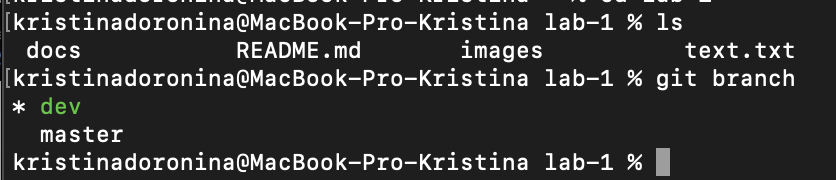 [kristinadoronina@MacBook-Pro-Kristina lab-1 % ls
docs README.md images text.txt
[kristinadoronina@MacBook-Pro-Kristina lab-1 % git branch
* dev
master
kristinadoronina@MacBook-Pro-Kristina lab-1 %